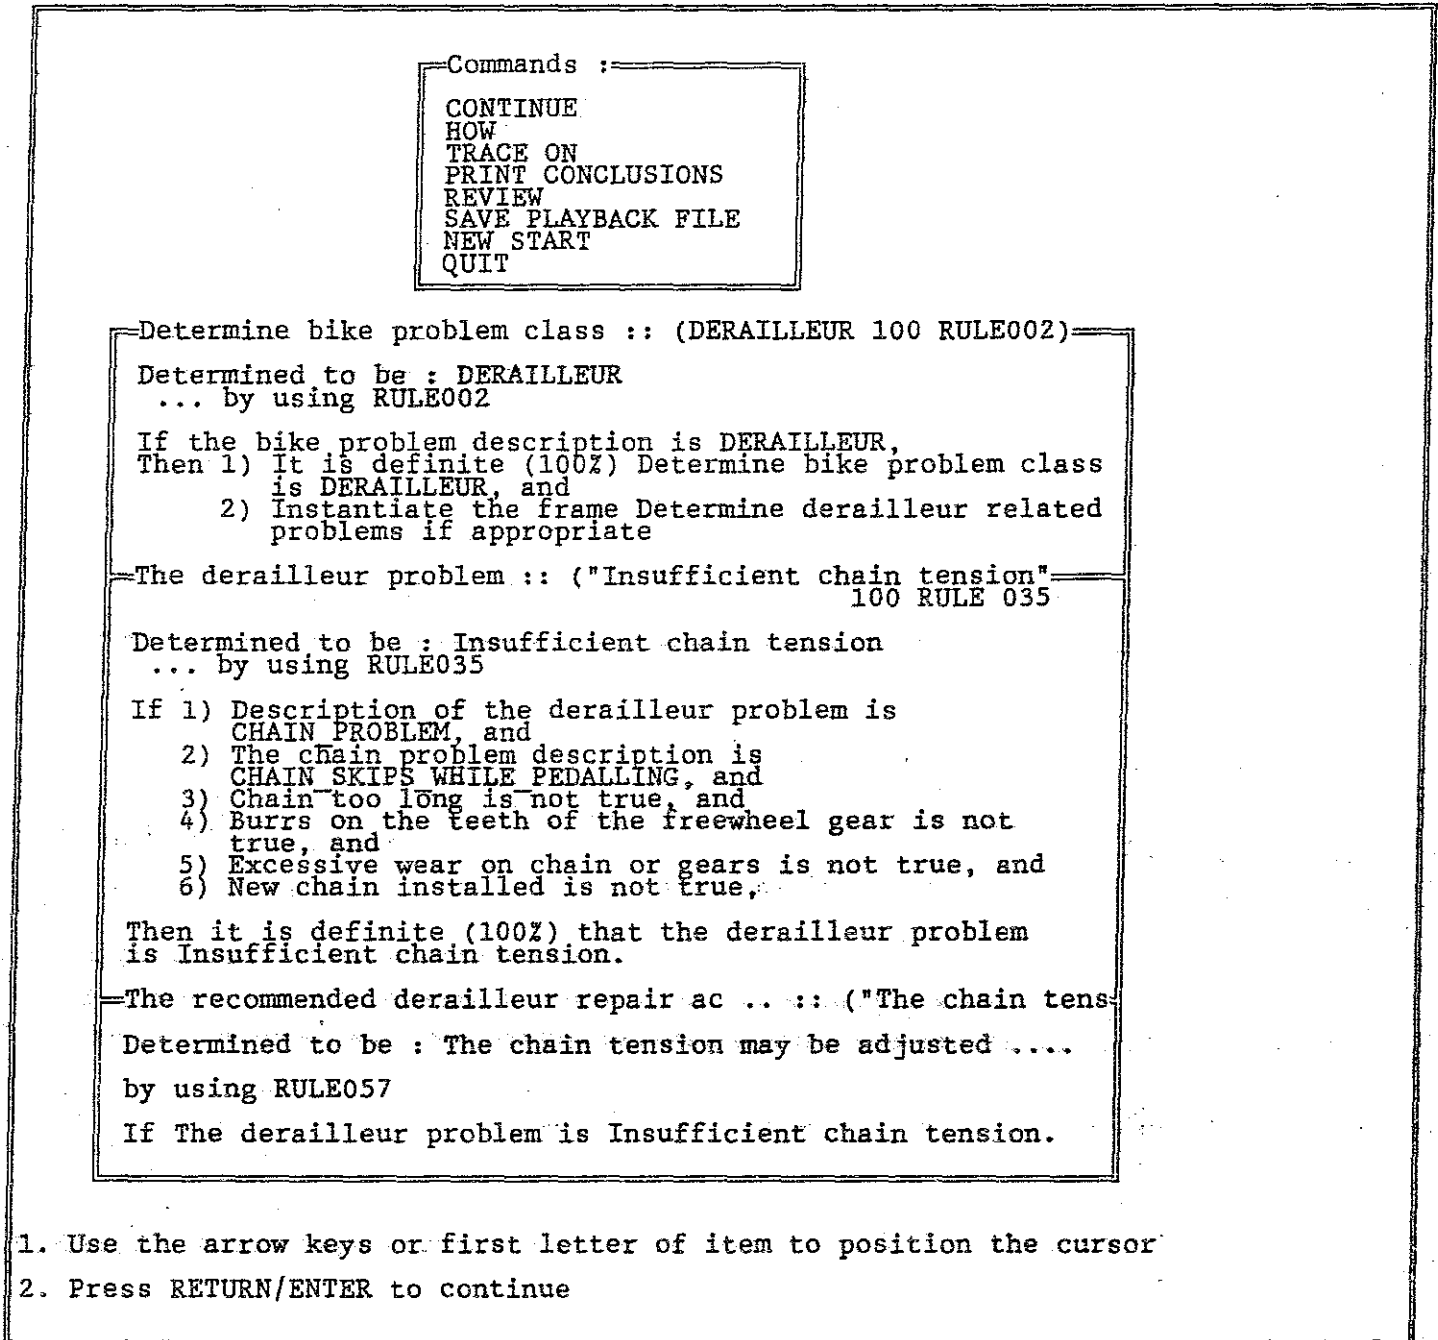 Commands :
CONTINUE
HOW
TRACE ON
PRINT CONCLUSIONS
REVIEW
SAVE PLAYBACK FILE
NEW START
QUIT
Determine bike problem class :: (DERAILLEUR 100 RULE002)
Determined to be : DERAILLEUR
... by using RULE002
If the bike problem description is DERAILLEUR,
Then 1) It is definite (100%) Determine bike problem class
is DERAILLEUR, and
2) Instantiate the frame Determine derailleur related
problems if appropriate
The derailleur problem :: ("Insufficient chain tension"
100 RULE 035
Determined to be : Insufficient chain tension
... by using RULE035
If 1) Description of the derailleur problem is
CHAIN_PROBLEM, and
2) The chain problem description is
CHAIN_SKIPS_WHILE_PEDALLING, and
3) Chain too long is not true, and
4) Burrs on the teeth of the freewheel gear is not
true, and
5) Excessive wear on chain or gears is not true, and
6) New chain installed is not true,
Then it is definite (100%) that the derailleur problem
is Insufficient chain tension.
The recommended derailleur repair ac .. :: ("The chain tens
Determined to be : The chain tension may be adjusted ....
by using RULE057
If The derailleur problem is Insufficient chain tension.
1. Use the arrow keys or first letter of item to position the cursor
2. Press RETURN/ENTER to continue